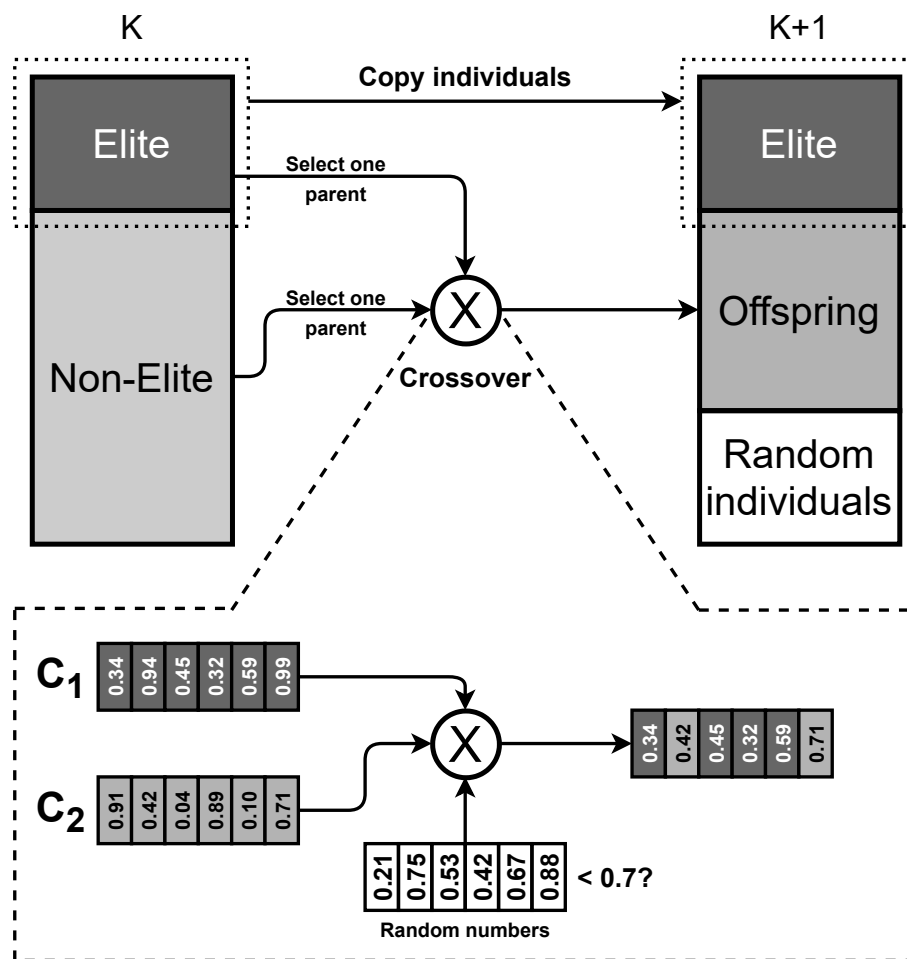 K
K+1
Copy individuals
Elite
Elite
Select one
parent
Select one
parent
X
Offspring
Non-Elite
Crossover
Random
individuals
C1
0.34 0.94 0.45 0.32 0.59 0.99
X
0.34 0.42 0.45 0.32 0.59 0.71
C2
0.91 0.42 0.04 0.89 0.10 0.71
0.21 0.75 0.53 0.42 0.67 0.88
< 0.7?
Random numbers